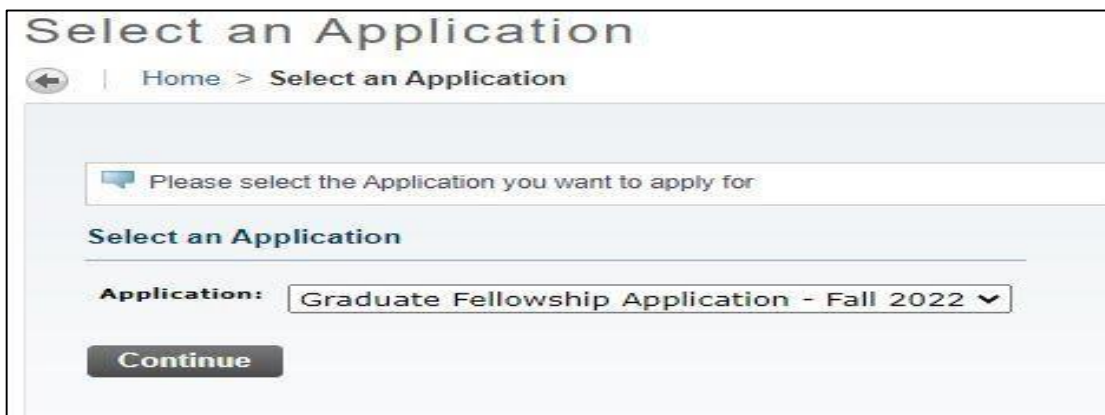 Select an Application
| Home > Select an Application
Please select the Application you want to apply for
Select an Application
Application: Graduate Fellowship Application - Fall 2022
Continue